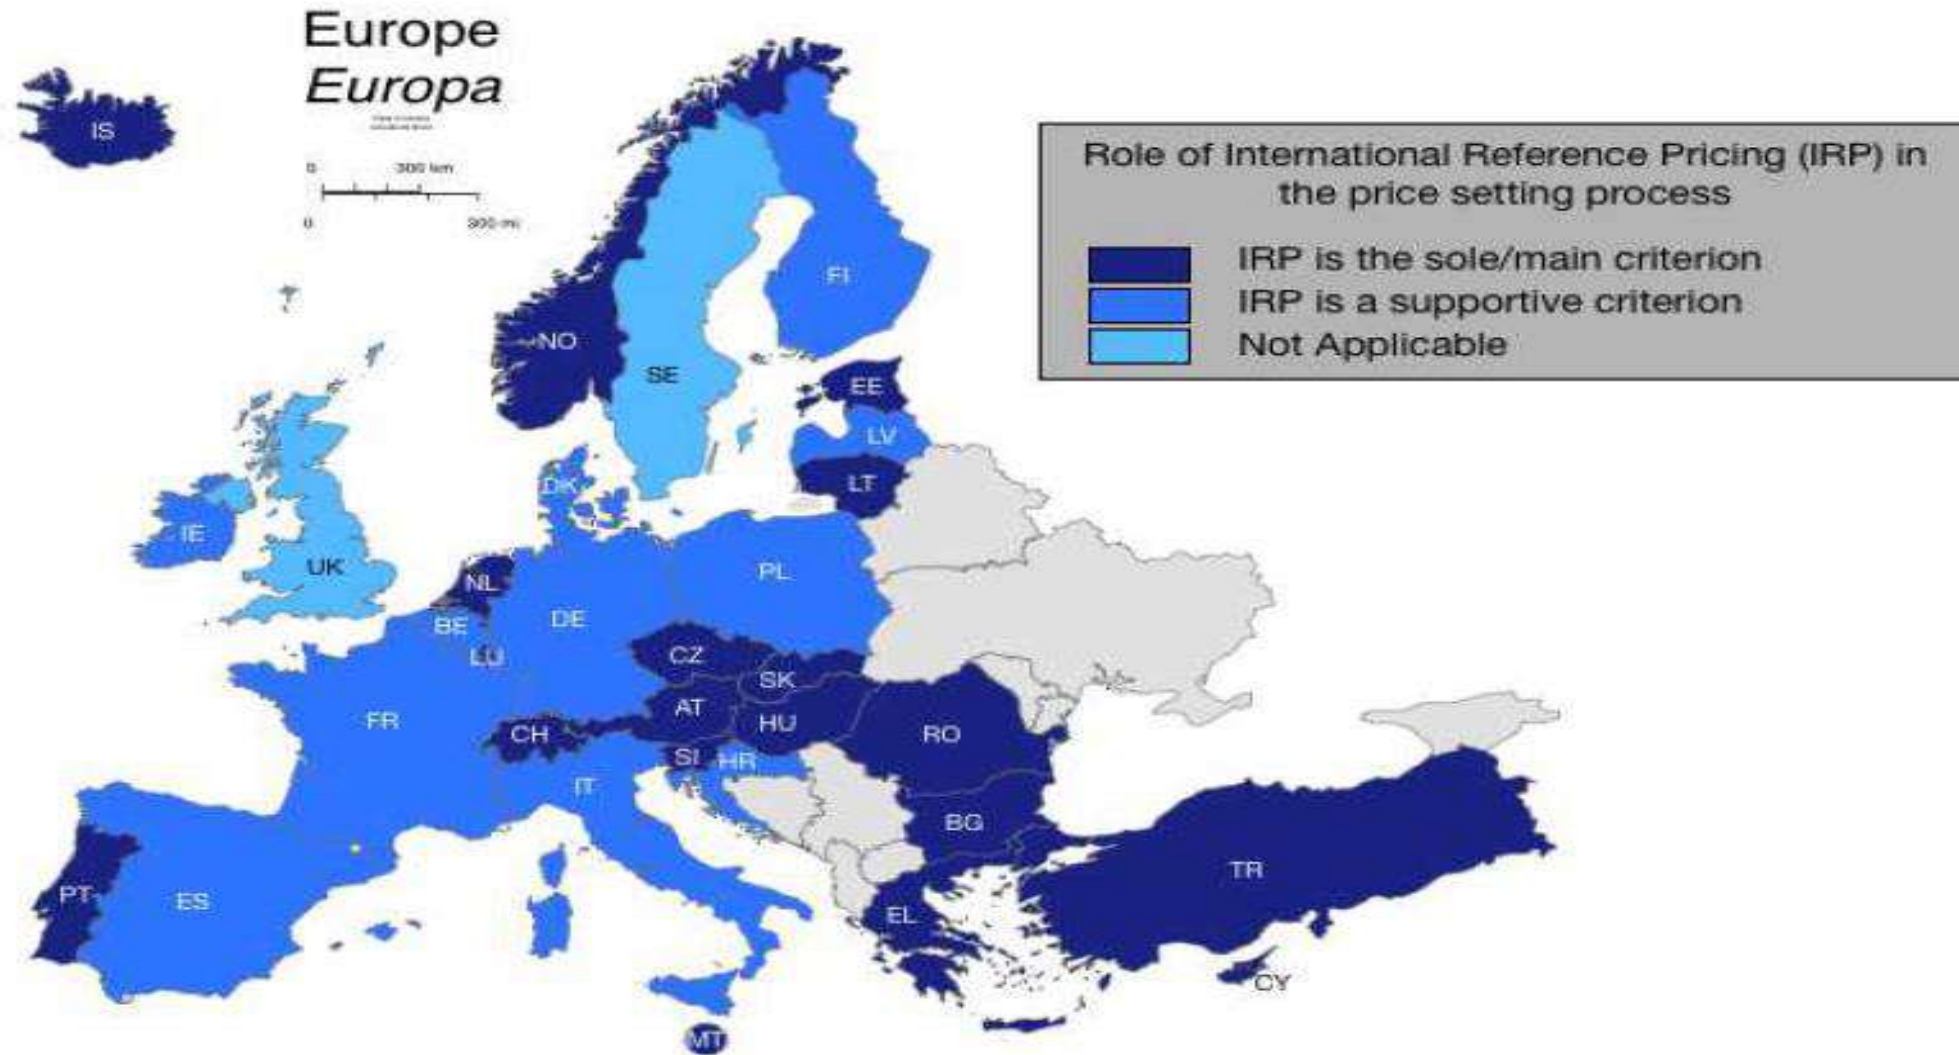 Europe
Europa
0 300 km
0 300 mi
Role of International Reference Pricing (IRP) in
the price setting process
IRP is the sole/main criterion
IRP is a supportive criterion
Not Applicable
IS
FI
NO
SE
EE
LV
LT
DK
IE
UK
NL
PL
DE
BE
LU
CZ
SK
AT
HU
FR
CH
RO
SI
HR
IT
BG
TR
PT
ES
EL
CY
MT